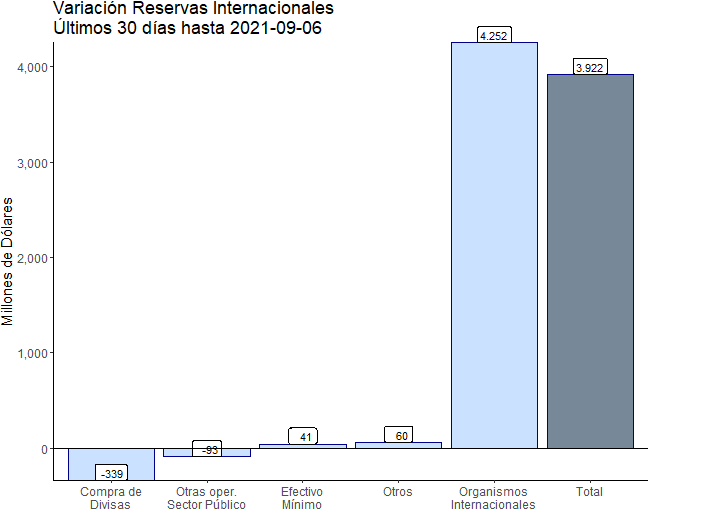 Variación Reservas Internacionales
Últimos 30 días hasta 2021-09-06
Millones de Dólares
4,000
3,000
2,000
1,000
0
-339
-93
41
60
4.252
3.922
Compra de
Divisas
Otras oper.
Sector Público
Efectivo
Mínimo
Otros
Organismos
Internacionales
Total